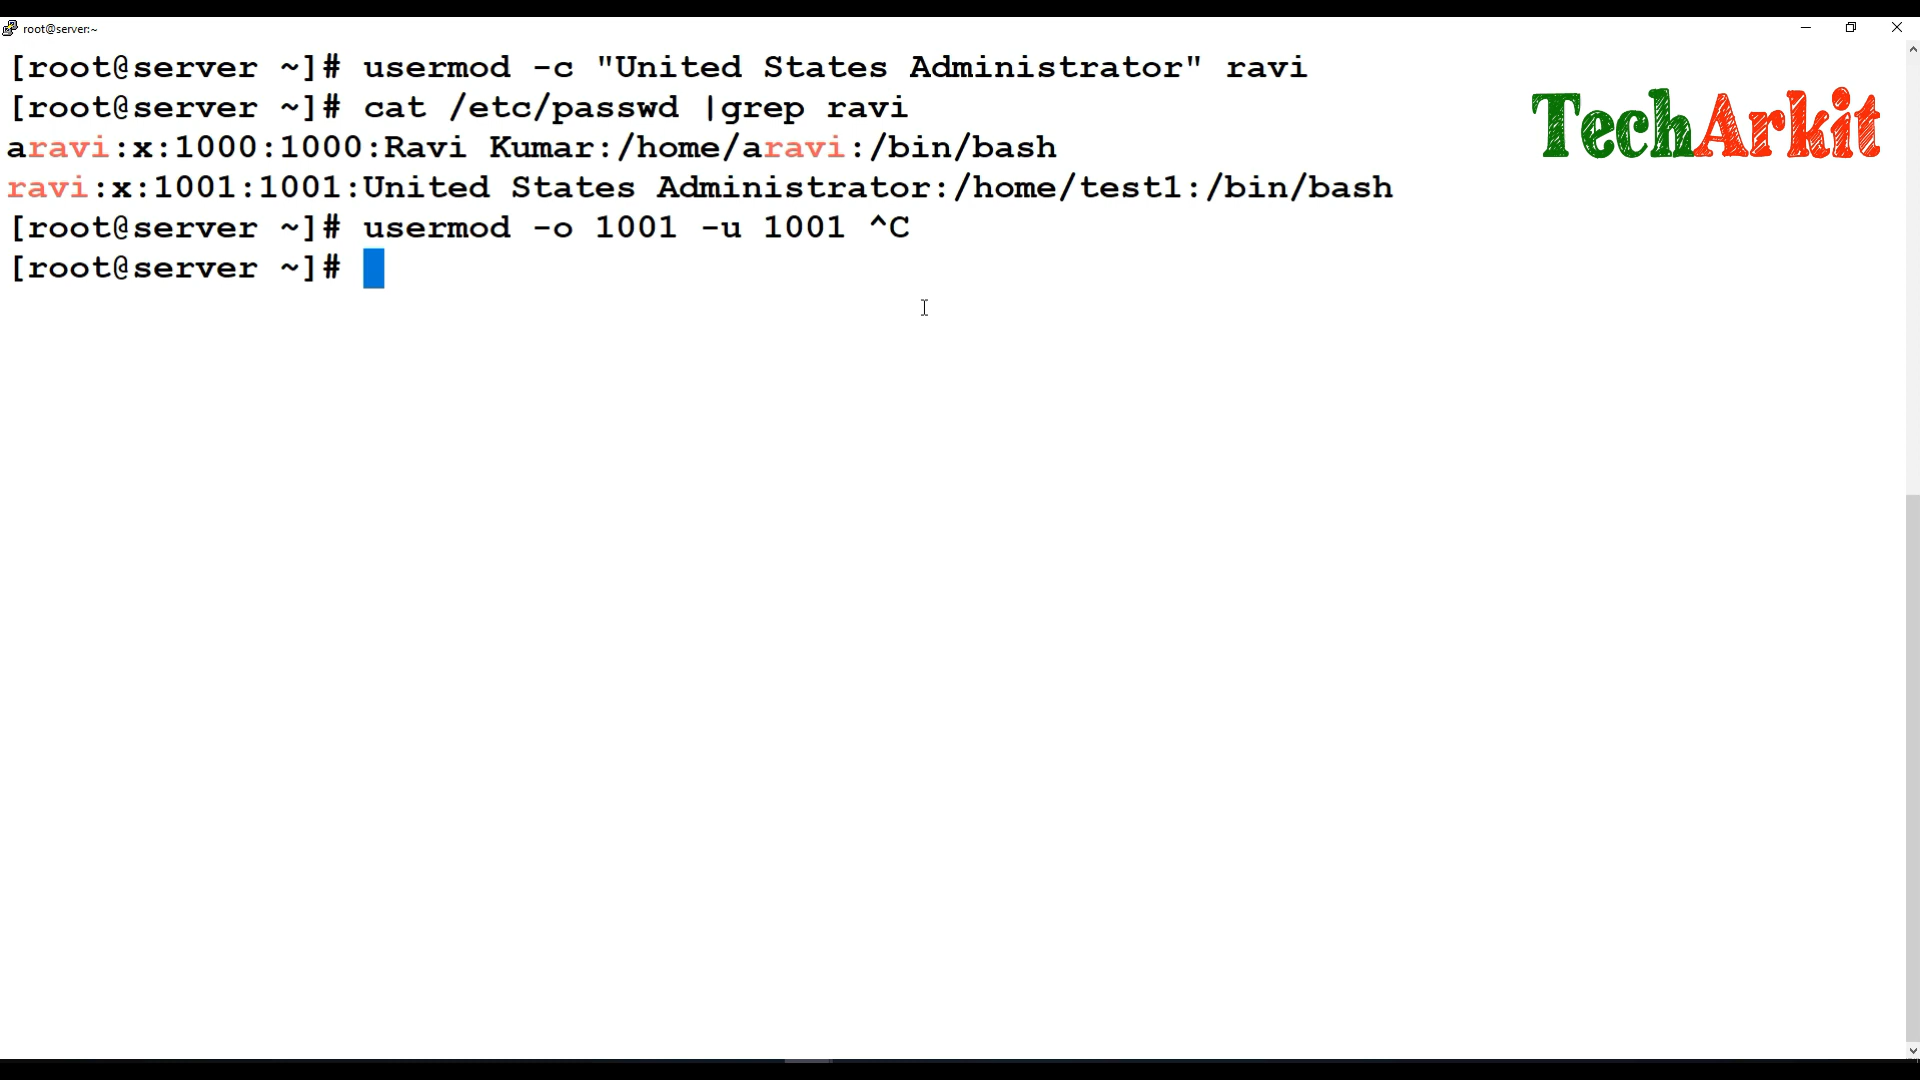 root@server:~
[root@server ~]# usermod -c "United States Administrator" ravi
[root@server ~]# cat /etc/passwd |grep ravi
aravi:x:1000:1000:Ravi Kumar:/home/aravi:/bin/bash
ravi:x:1001:1001:United States Administrator:/home/test1:/bin/bash
[root@server ~]# usermod -o 1001 -u 1001 ^C
[root@server ~]#
TechArkit